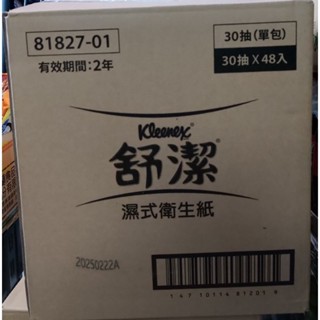 81827-01
有效期間：2年
30抽(單包)
30抽 X 48入
Kleenex
舒潔
濕式衛生紙
20250222A